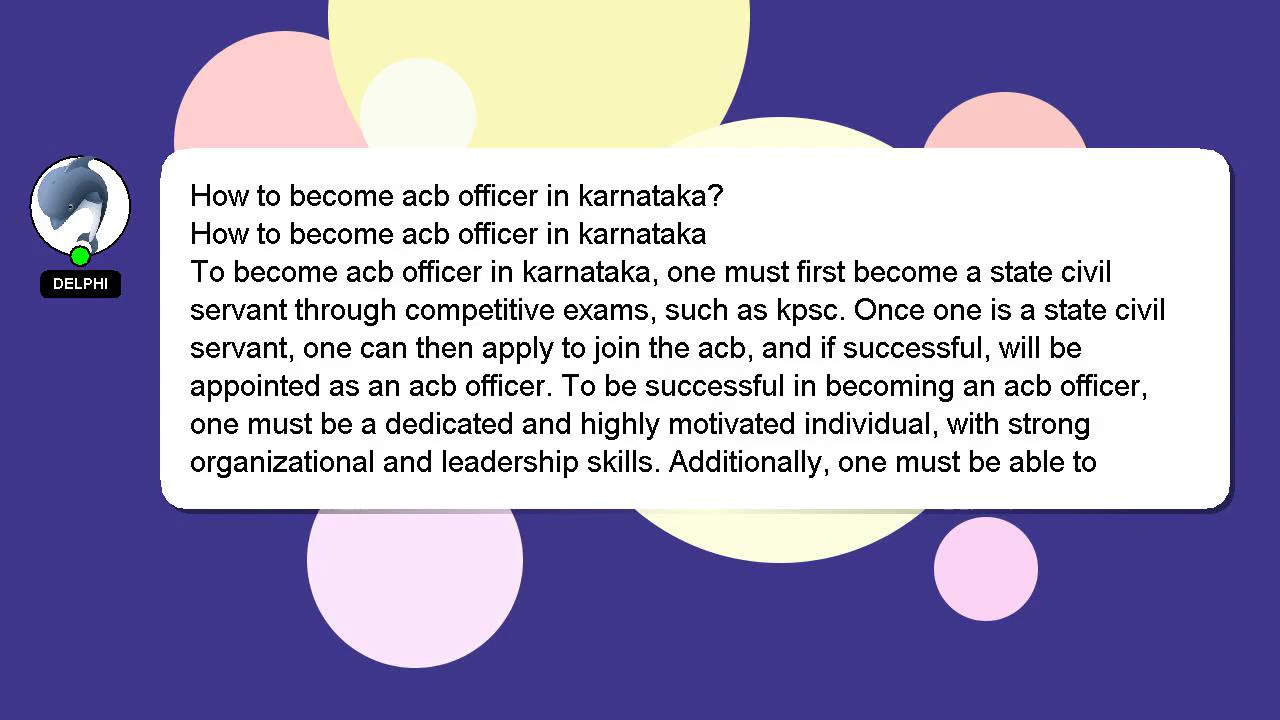 How to become acb officer in karnataka?
How to become acb officer in karnataka
To become acb officer in karnataka, one must first become a state civil
servant through competitive exams, such as kpsc. Once one is a state civil
servant, one can then apply to join the acb, and if successful, will be
appointed as an acb officer. To be successful in becoming an acb officer,
one must be a dedicated and highly motivated individual, with strong
organizational and leadership skills. Additionally, one must be able to
DELPHI